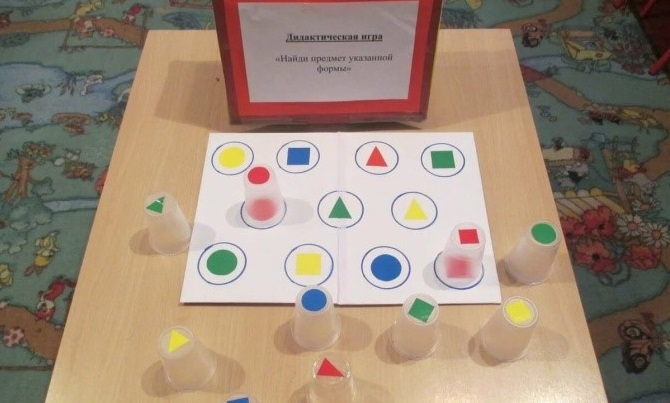 Дидактическая игра
«Найди предмет указанной
формы»